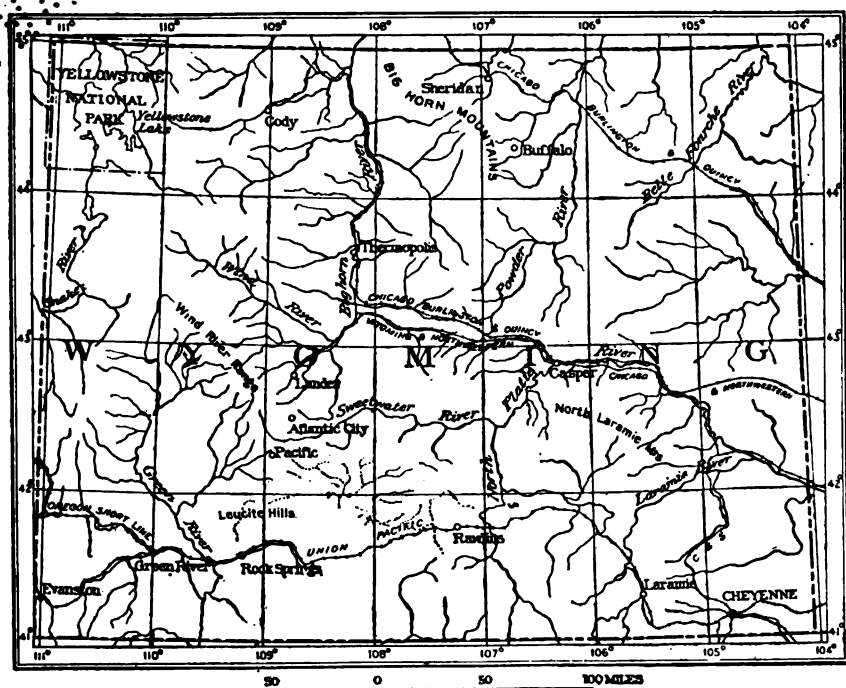 111° 110° 109° 108° 107° 106° 105° 104°
45° 45°
YELLOWSTONE
NATIONAL
PARK
Yellowstone
Lake
Cody
BIG HORN MOUNTAINS
Sheridan
CHICAGO
BURLINGTON
&
QUINCY
Buffalo
Belle Fourche River
River
44° 44°
Thermopolis
Powder River
Snake River
Wind River
Bighorn
CHICAGO BURLINGTON & QUINCY
WYOMING & NORTHWESTERN
43° 43°
W Y O M I N G
Wind River Range
Lander
River
Casper
CHICAGO
& NORTHWESTERN
Platte
Sweetwater River
Atlantic City
North Laramie Mts
Pacific
Laramie River
42° 42°
Green River
North
Leucite Hills
OREGON SHORT LINE
UNION PACIFIC
Rawlins
C & S
Green River
Rock Springs
Evanston
Laramie
CHEYENNE
41° 41°
111° 110° 109° 108° 107° 106° 105° 104°
50 0 50 100 MILES